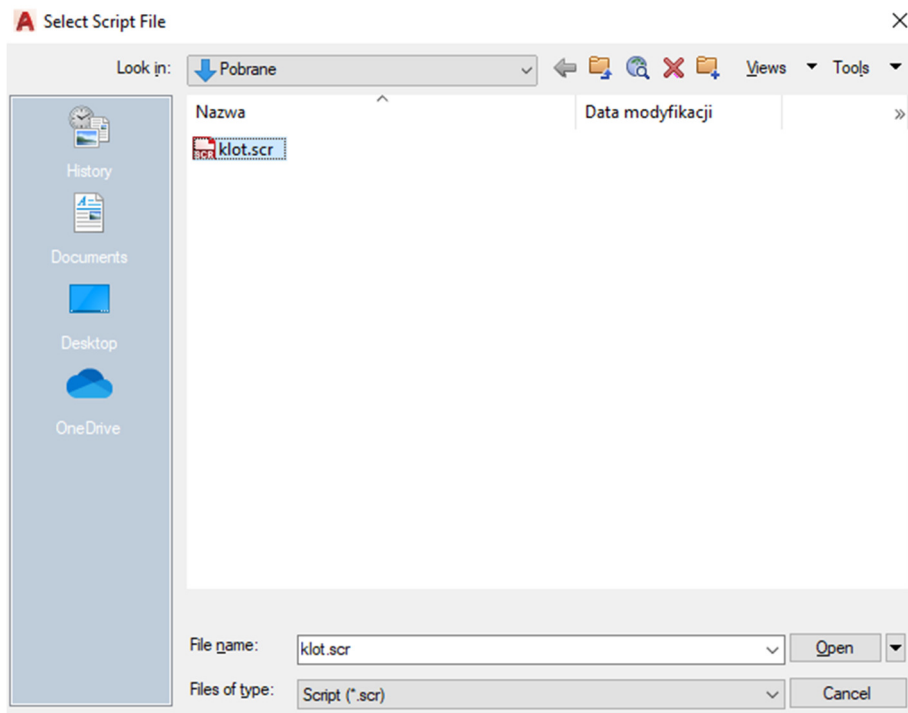 Select Script File
Look in: Pobrane Views Tools
Nazwa Data modyfikacji
SCR klot.scr
History
Documents
Desktop
OneDrive
File name: klot.scr Open
Files of type: Script (*.scr) Cancel